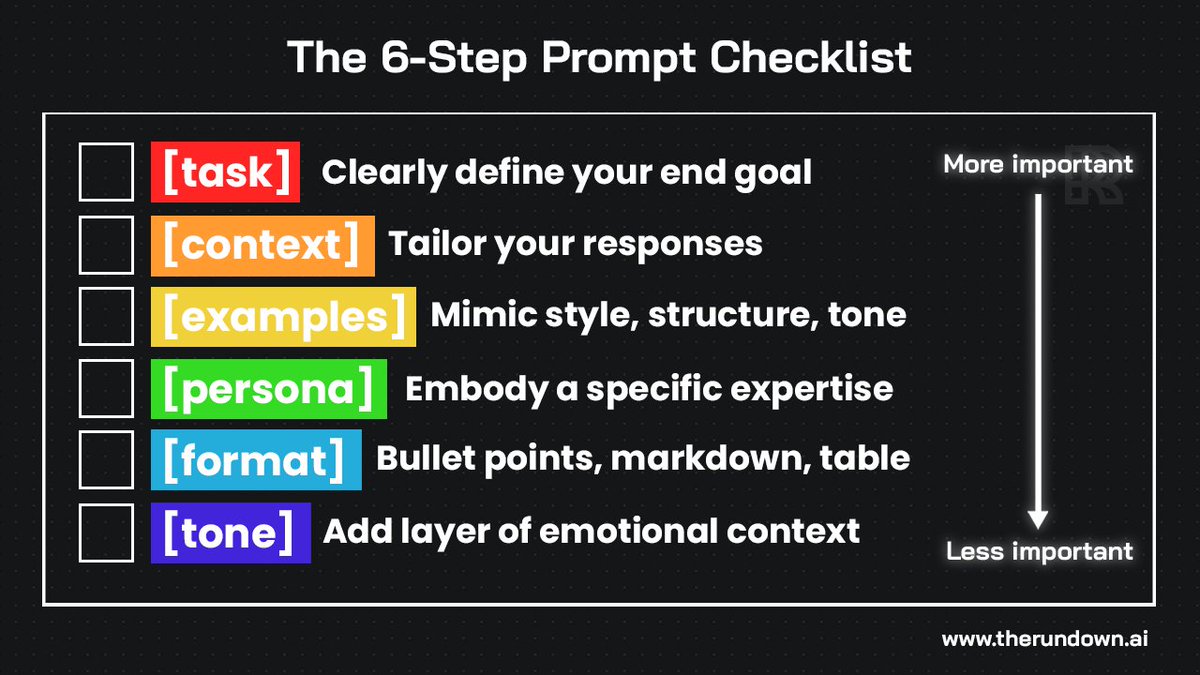 The 6-Step Prompt Checklist
[task] Clearly define your end goal
More important
[context] Tailor your responses
[examples] Mimic style, structure, tone
[persona] Embody a specific expertise
[format] Bullet points, markdown, table
[tone] Add layer of emotional context
Less important
www.therundown.ai